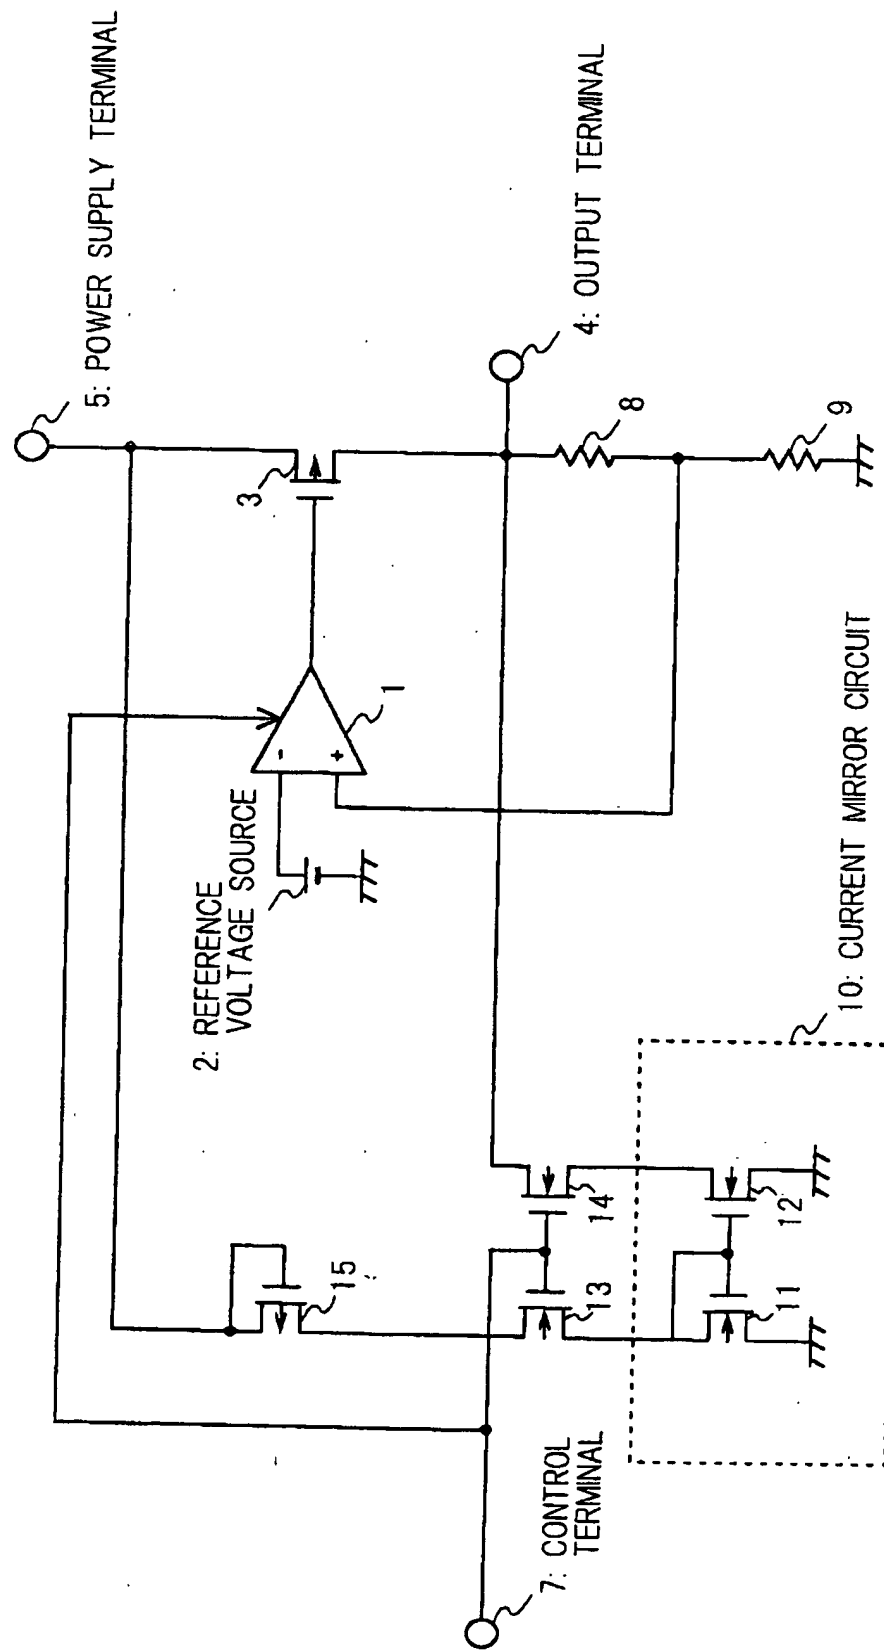 5: POWER SUPPLY TERMINAL
3
4: OUTPUT TERMINAL
8
9
1
-
+
2: REFERENCE
VOLTAGE SOURCE
10: CURRENT MIRROR CIRCUIT
15
14
13
12
11
7: CONTROL
TERMINAL